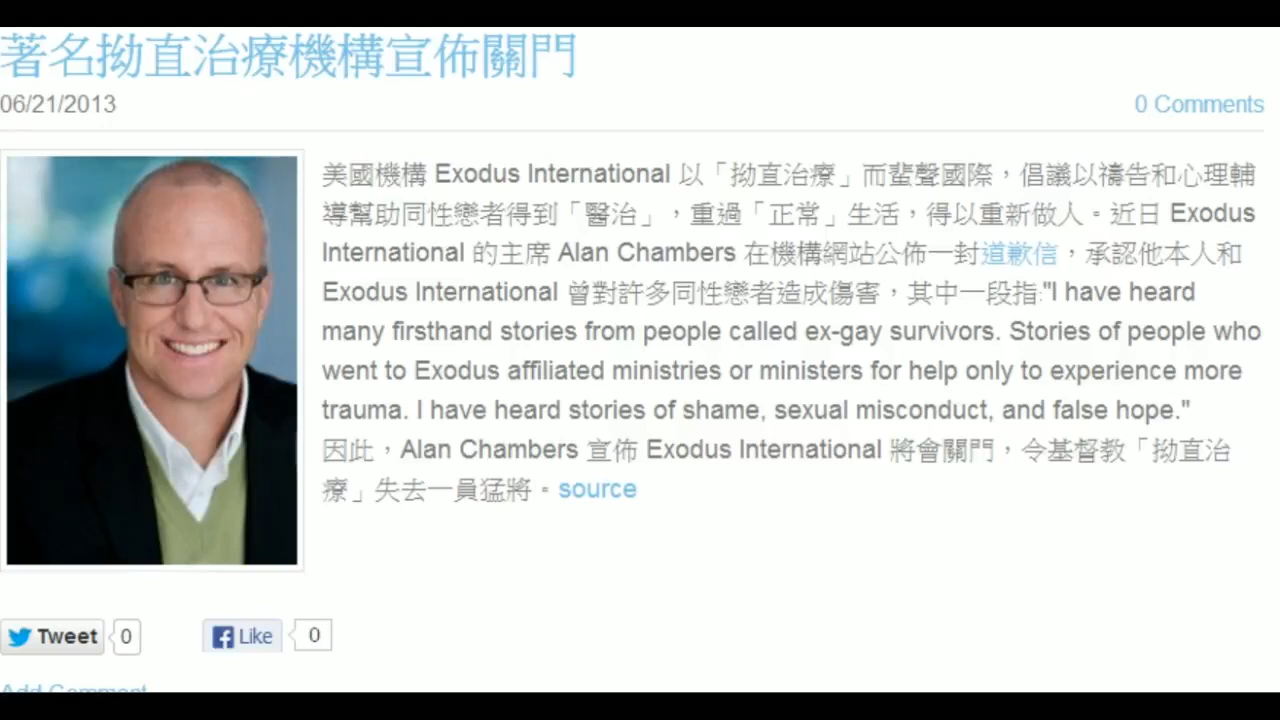 著名拗直治療機構宣佈關門
06/21/2013
0 Comments
美國機構 Exodus International 以「拗直治療」而蜚聲國際，倡議以禱告和心理輔
導幫助同性戀者得到「醫治」，重過「正常」生活，得以重新做人。近日 Exodus
International 的主席 Alan Chambers 在機構網站公佈一封道歉信，承認他本人和
Exodus International 曾對許多同性戀者造成傷害，其中一段指:"I have heard
many firsthand stories from people called ex-gay survivors. Stories of people who
went to Exodus affiliated ministries or ministers for help only to experience more
trauma. I have heard stories of shame, sexual misconduct, and false hope."
因此，Alan Chambers 宣佈 Exodus International 將會關門，令基督教「拗直治
療」失去一員猛將。source
Tweet 0
Like 0
Add Comment